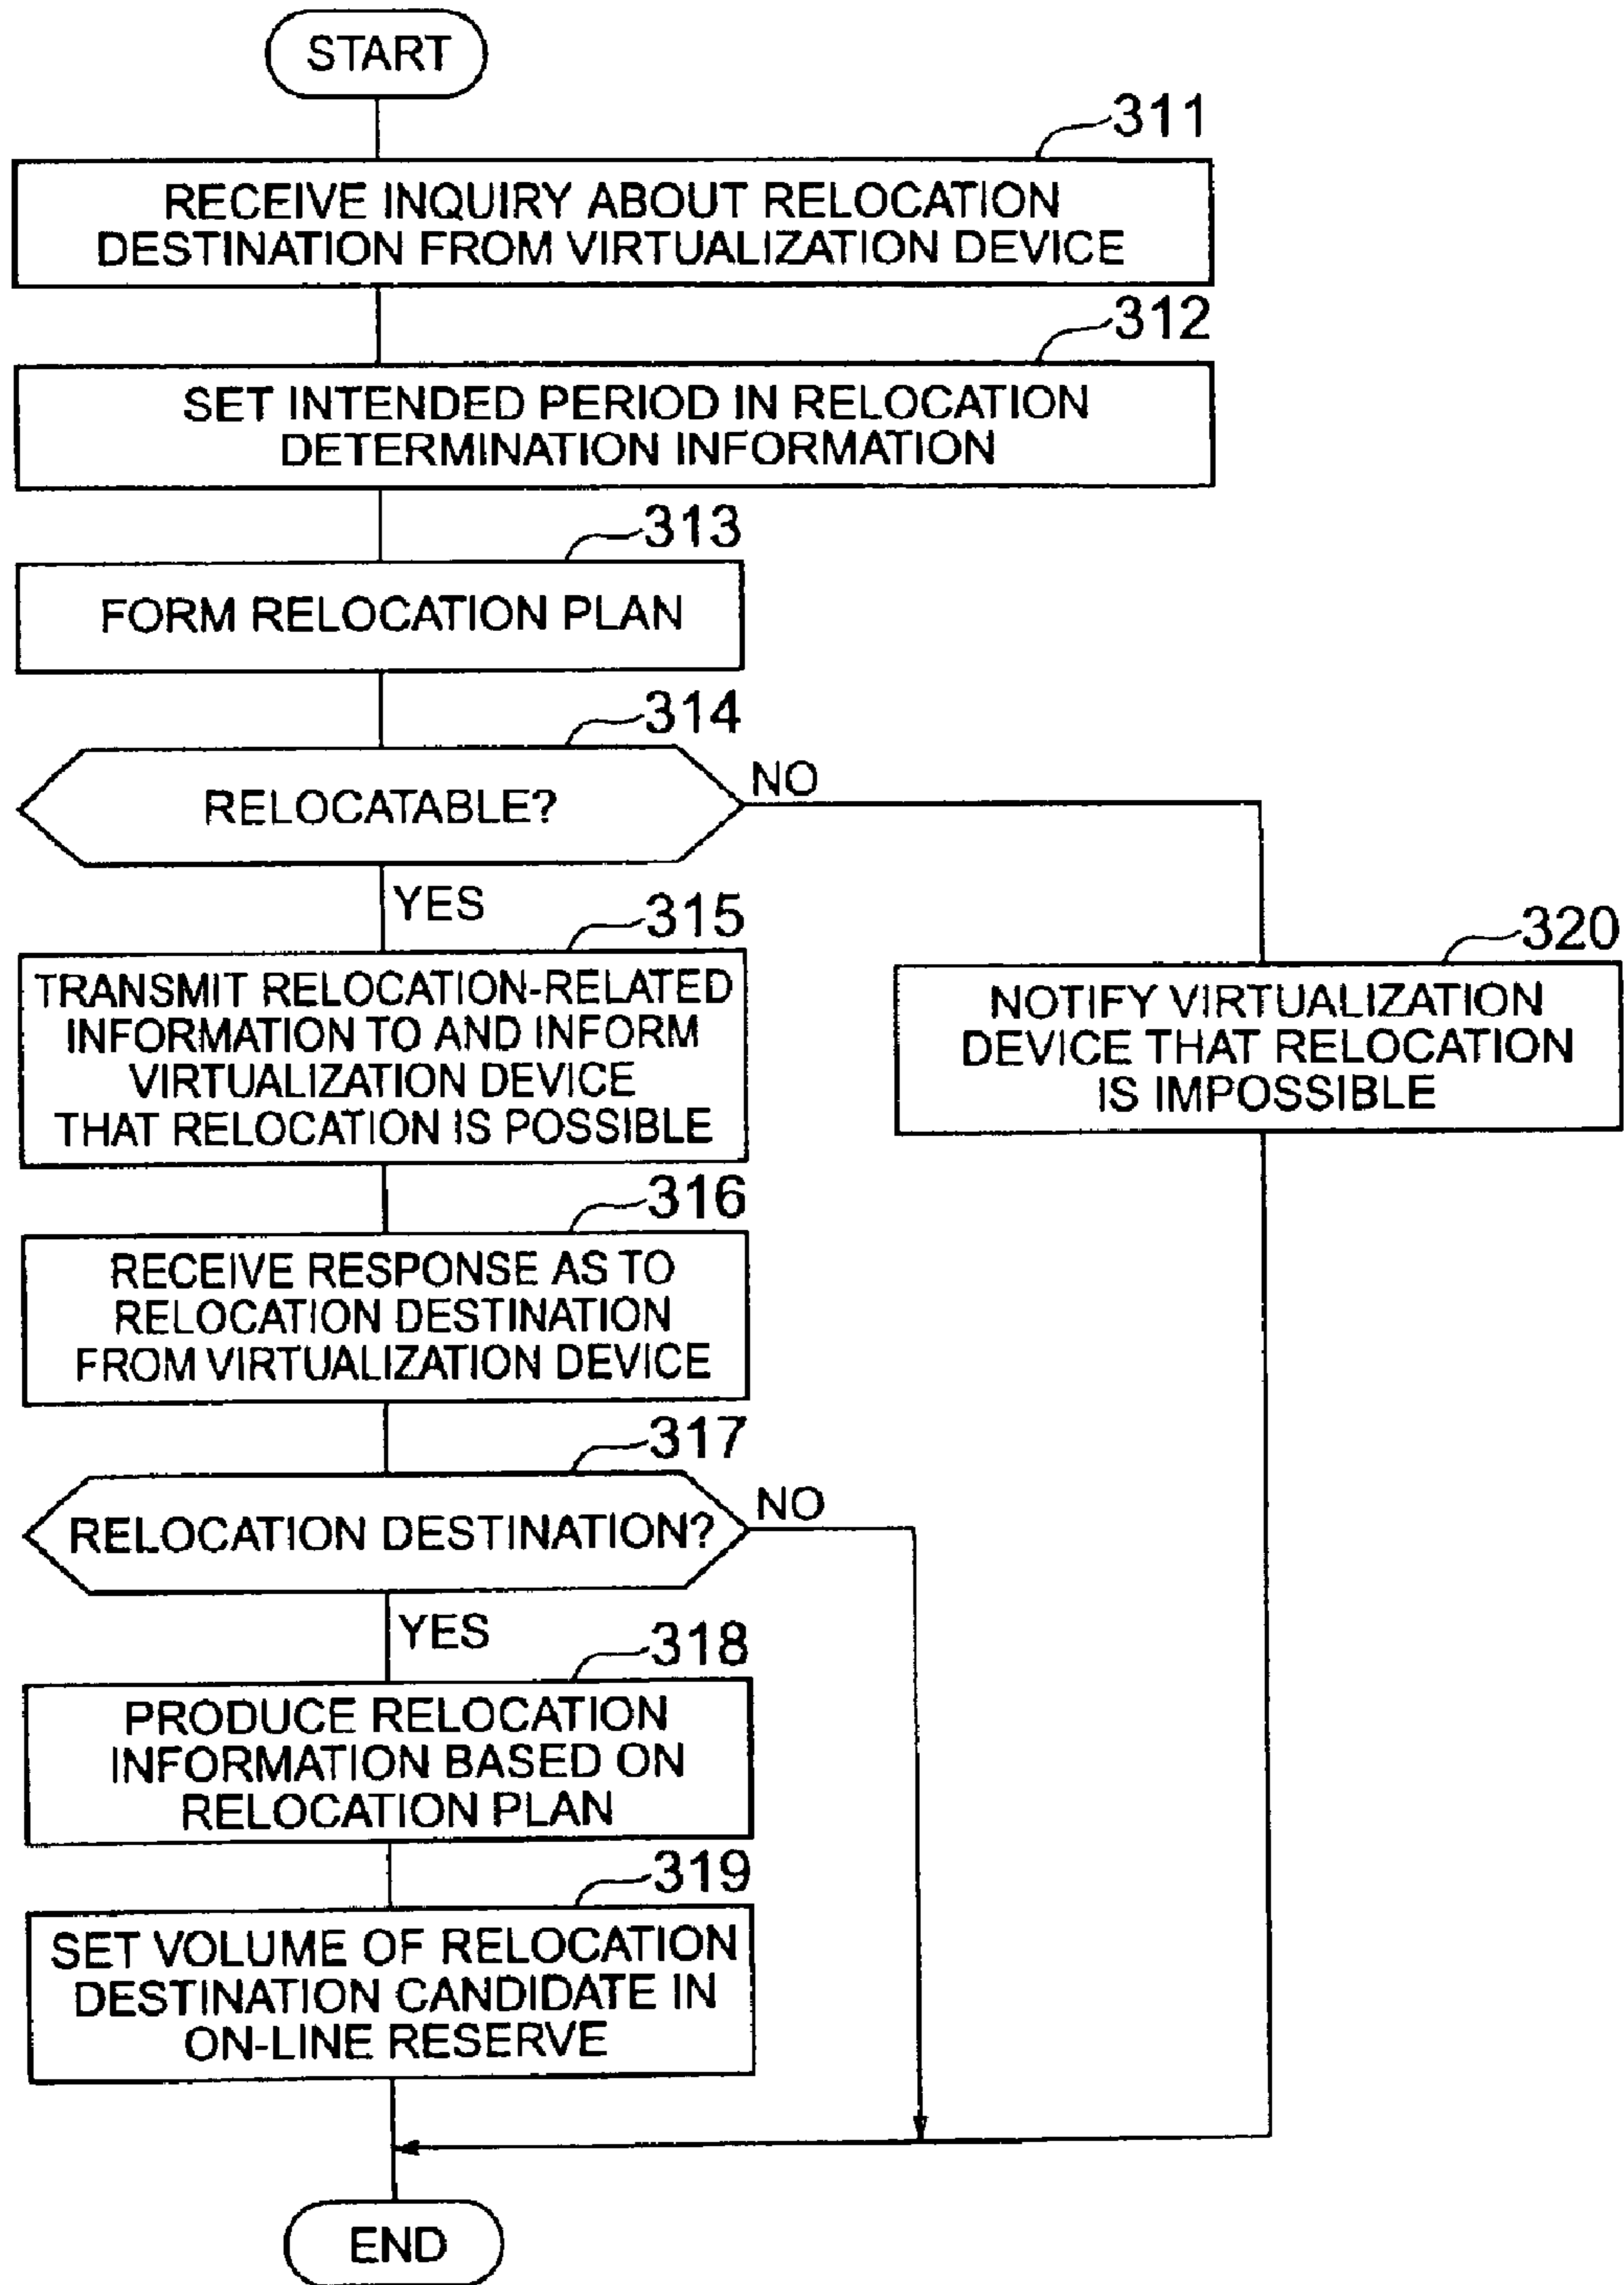 START
311
RECEIVE INQUIRY ABOUT RELOCATION
DESTINATION FROM VIRTUALIZATION DEVICE
312
SET INTENDED PERIOD IN RELOCATION
DETERMINATION INFORMATION
313
FORM RELOCATION PLAN
314
RELOCATABLE?
NO
YES
315
TRANSMIT RELOCATION-RELATED
INFORMATION TO AND INFORM
VIRTUALIZATION DEVICE
THAT RELOCATION IS POSSIBLE
320
NOTIFY VIRTUALIZATION
DEVICE THAT RELOCATION
IS IMPOSSIBLE
316
RECEIVE RESPONSE AS TO
RELOCATION DESTINATION
FROM VIRTUALIZATION DEVICE
317
RELOCATION DESTINATION?
NO
YES
318
PRODUCE RELOCATION
INFORMATION BASED ON
RELOCATION PLAN
319
SET VOLUME OF RELOCATION
DESTINATION CANDIDATE IN
ON-LINE RESERVE
END